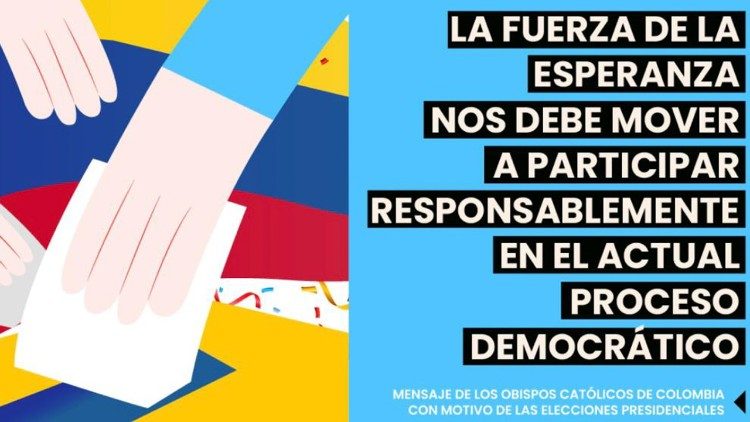 LA FUERZA DE LA
ESPERANZA
NOS DEBE MOVER
A PARTICIPAR
RESPONSABLEMENTE
EN EL ACTUAL
PROCESO
DEMOCRÁTICO
MENSAJE DE LOS OBISPOS CATÓLICOS DE COLOMBIA
CON MOTIVO DE LAS ELECCIONES PRESIDENCIALES